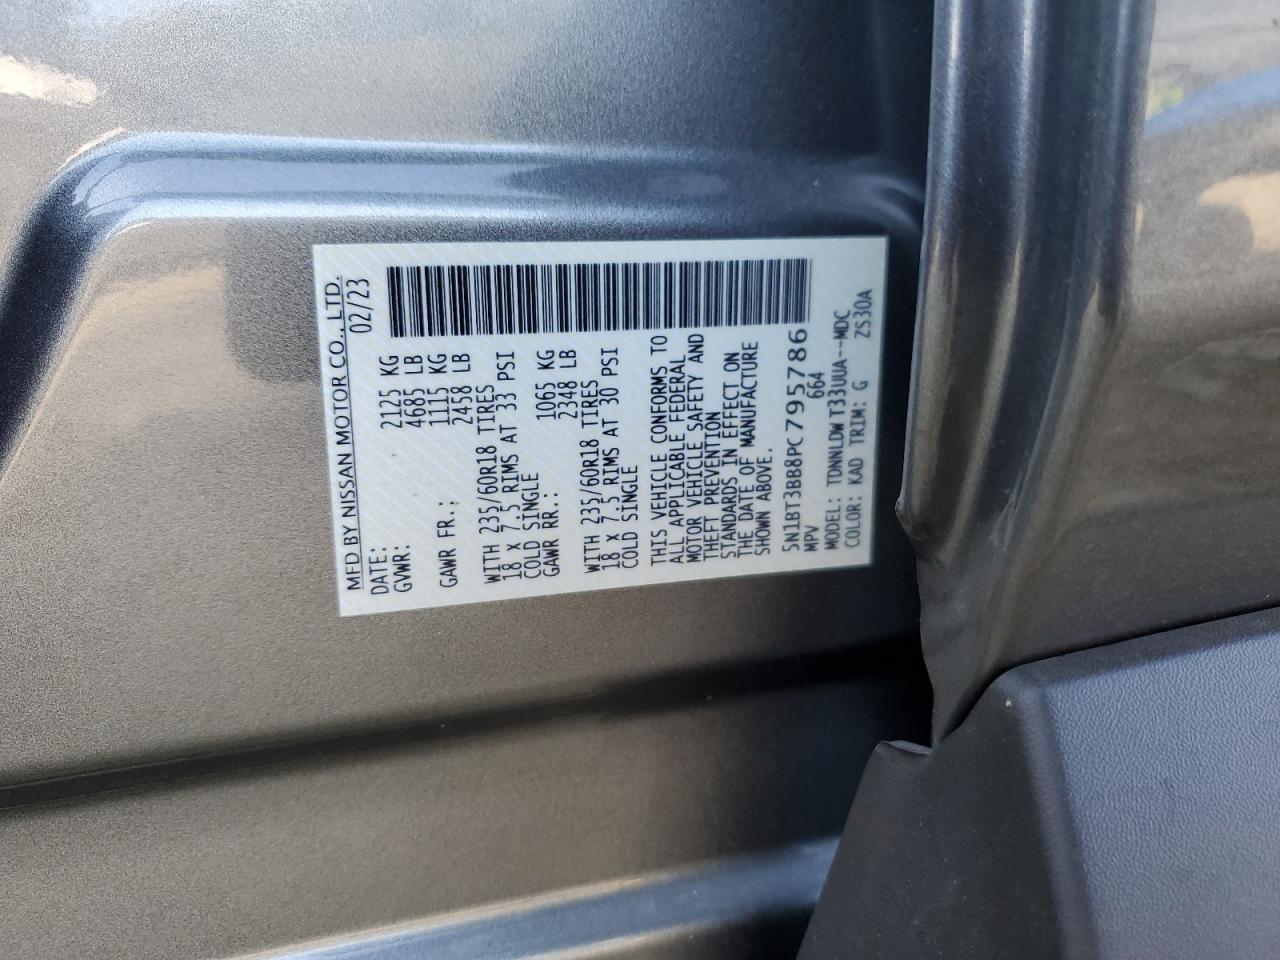 MFD BY NISSAN MOTOR CO., LTD.
DATE: 02/23
GVWR: 2125 KG
4685 LB
GAWR FR.: 1115 KG
2458 LB
WITH 235/60R18 TIRES
18 x 7.5 RIMS AT 33 PSI
COLD SINGLE
GAWR RR.: 1065 KG
2348 LB
WITH 235/60R18 TIRES
18 x 7.5 RIMS AT 30 PSI
COLD SINGLE
THIS VEHICLE CONFORMS TO
ALL APPLICABLE FEDERAL
MOTOR VEHICLE SAFETY AND
THEFT PREVENTION
STANDARDS IN EFFECT ON
THE DATE OF MANUFACTURE
SHOWN ABOVE.
5N1BT3BB8PC795786
MPV 664
MODEL: TDNNLDW T33UUA--MDC
COLOR: KAD TRIM: G ZS30A